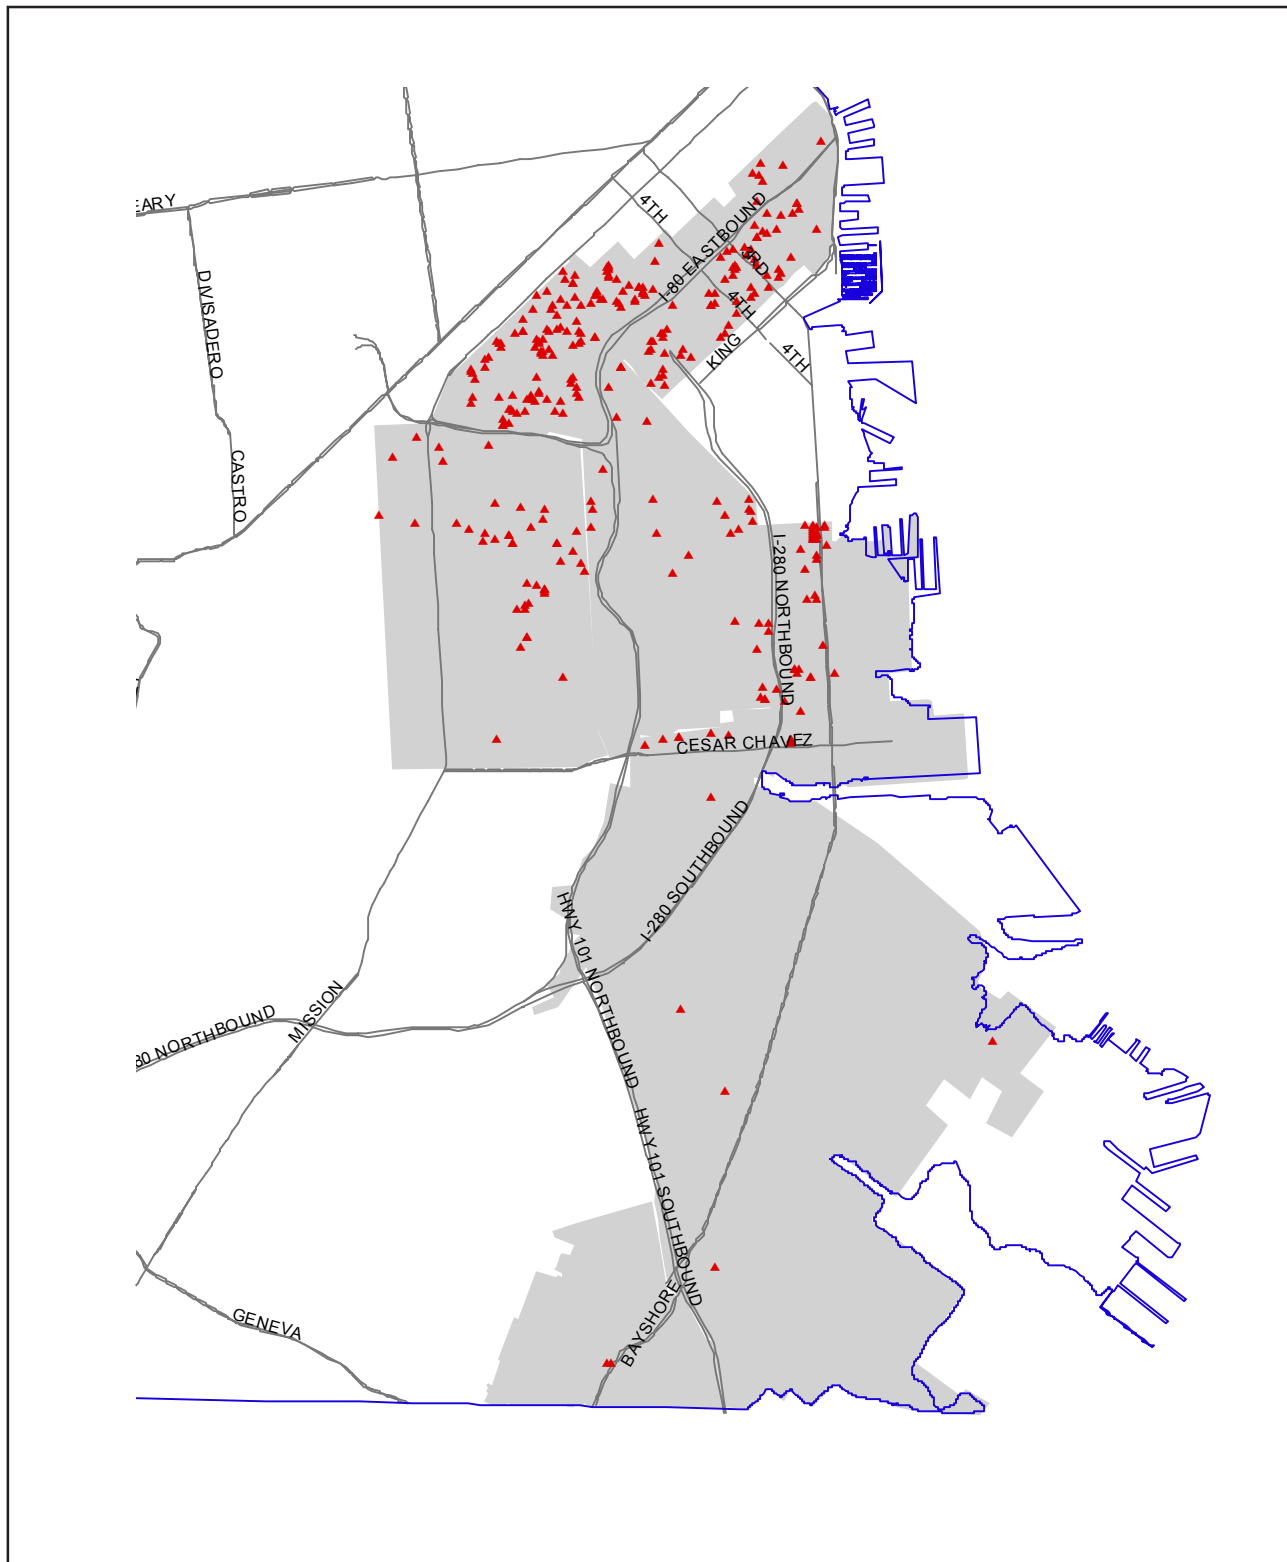 EARY
4TH
I-80 EASTBOUND
3RD
DIVISADERO
4TH
KING
4TH
CASTRO
I-280 NORTHBOUND
CESAR CHAVEZ
I-280 SOUTHBOUND
HWY 101 NORTHBOUND
MISSION
80 NORTHBOUND
HWY 101 SOUTHBOUND
BAYSHORE
GENEVA